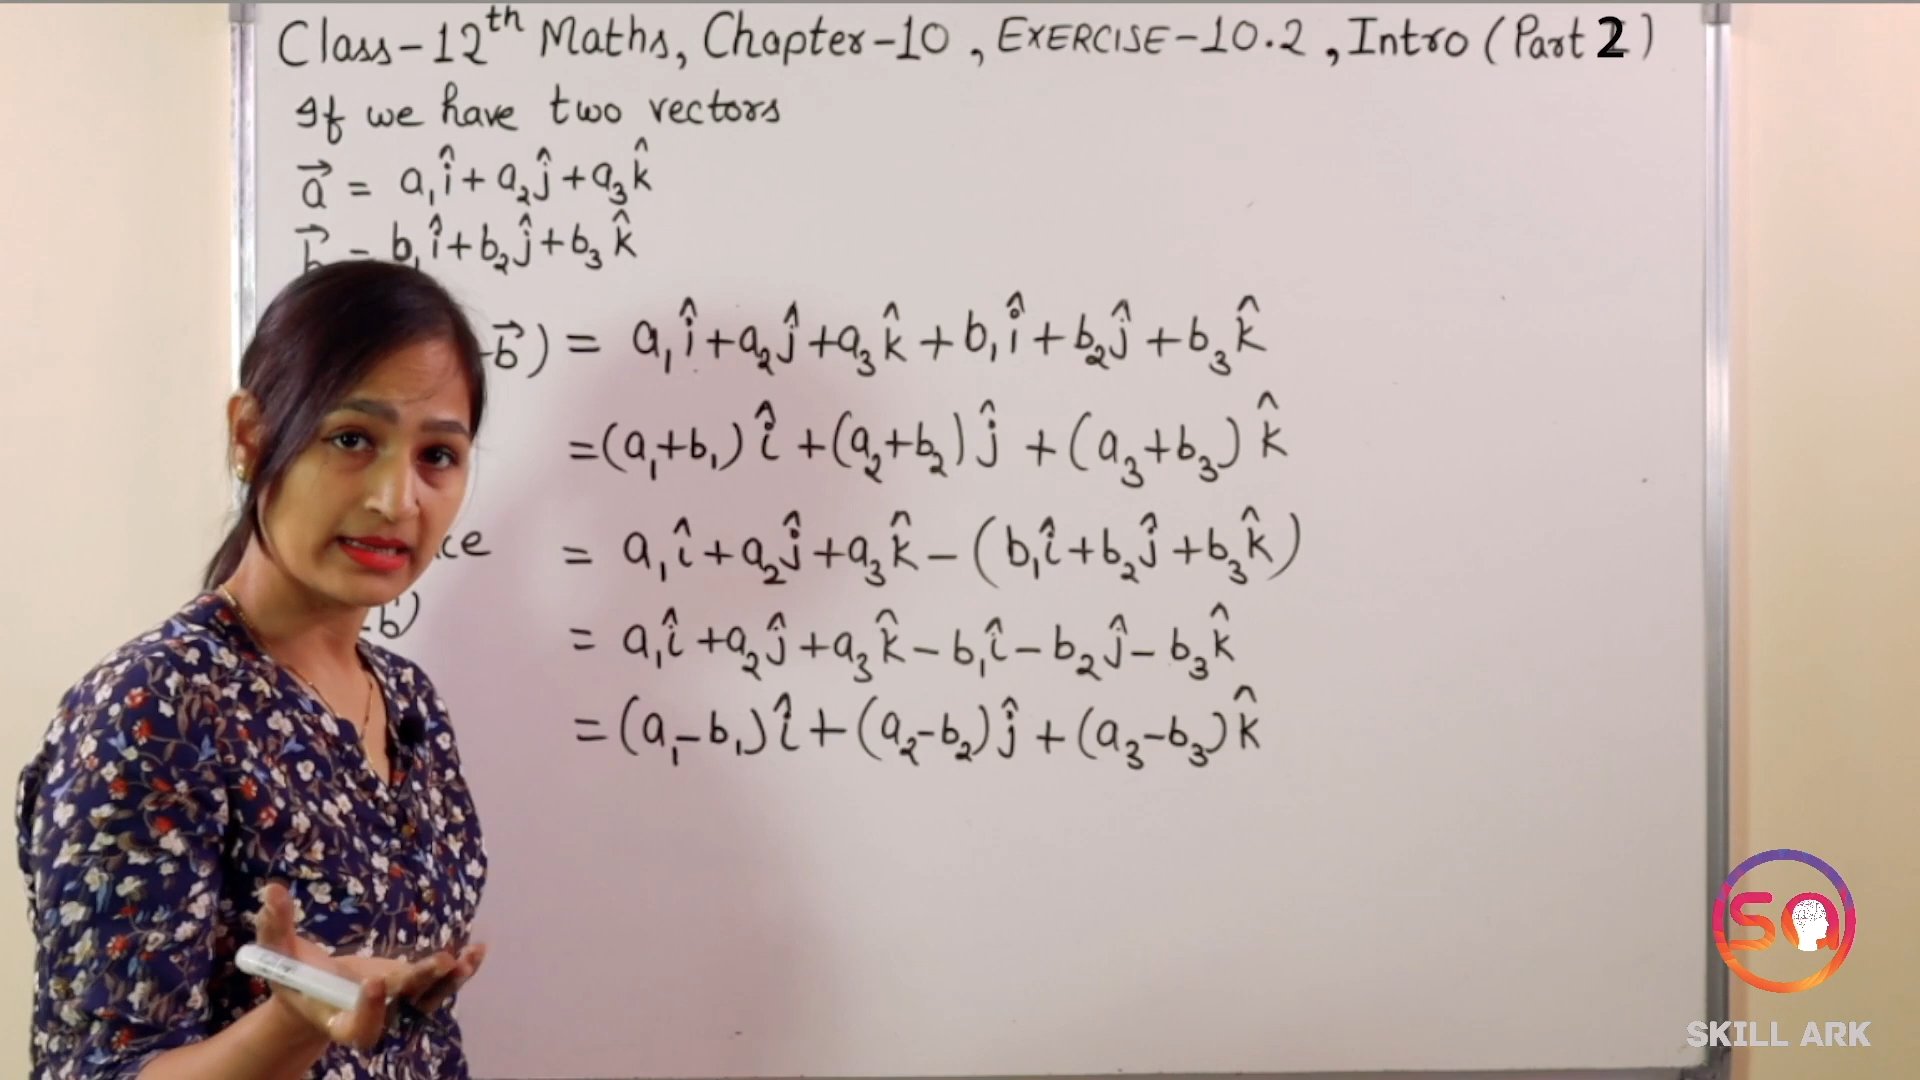 Class-12th Maths, Chapter-10, EXERCISE-10.2, Intro (Part 2)
If we have two vectors
a⃗ = a₁î + a₂ĵ + a₃k̂
b⃗ = b₁î + b₂ĵ + b₃k̂
b⃗) = a₁î + a₂ĵ + a₃k̂ + b₁î + b₂ĵ + b₃k̂
= (a₁+b₁)î + (a₂+b₂)ĵ + (a₃+b₃)k̂
= a₁î + a₂ĵ + a₃k̂ - (b₁î + b₂ĵ + b₃k̂)
= a₁î + a₂ĵ + a₃k̂ - b₁î - b₂ĵ - b₃k̂
= (a₁-b₁)î + (a₂-b₂)ĵ + (a₃-b₃)k̂
SA
SKILL ARK